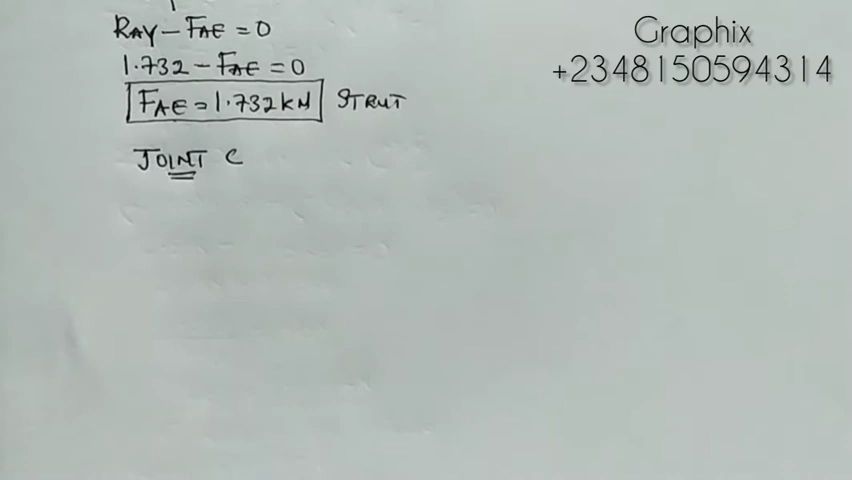 RAY - FAE = 0
1.732 - FAE = 0
FAE = 1.732KN STRUT
JOINT C
Graphix
+2348150594314